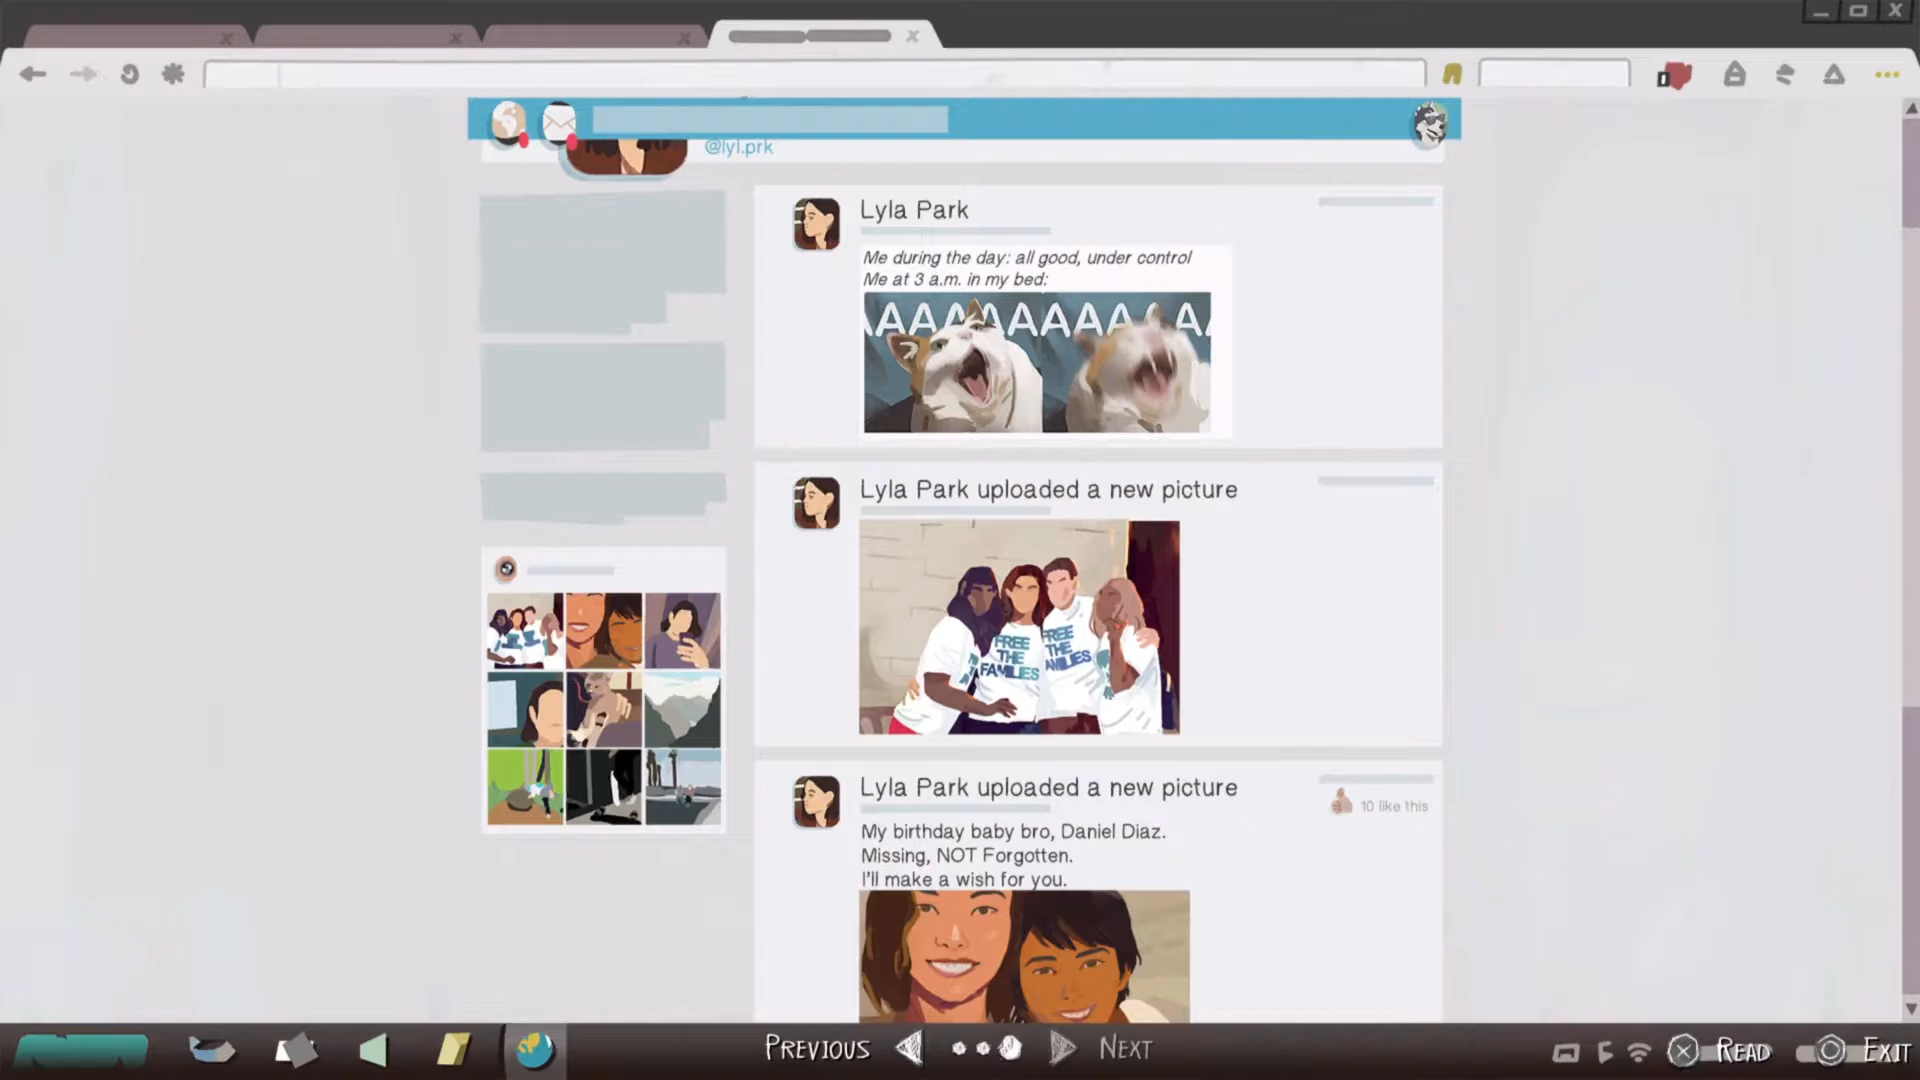 @lyl.prk
Lyla Park
Me during the day: all good, under control
Me at 3 a.m. in my bed:
AAAAAAAAAAAA
Lyla Park uploaded a new picture
FREE
THE
FAMILIES
FREE
THE
FAMILIES
Lyla Park uploaded a new picture
10 like this
My birthday baby bro, Daniel Diaz.
Missing, NOT Forgotten.
I'll make a wish for you.
PREVIOUS
NEXT
READ
EXIT